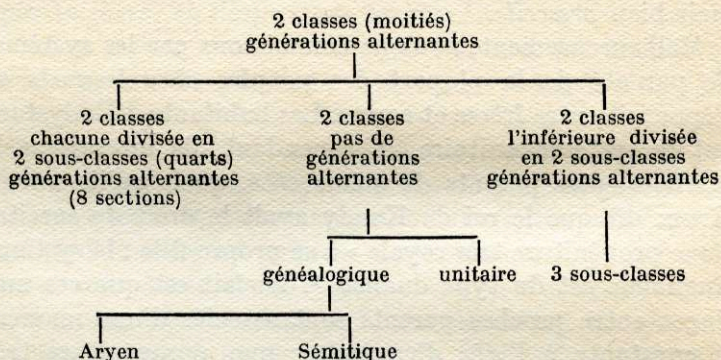 2 classes (moitiés)
générations alternantes
2 classes
chacune divisée en
2 sous-classes (quarts)
générations alternantes
(8 sections)
2 classes
pas de
générations
alternantes
2 classes
l'inférieure divisée
en 2 sous-classes
générations alternantes
généalogique
unitaire
3 sous-classes
Aryen
Sémitique